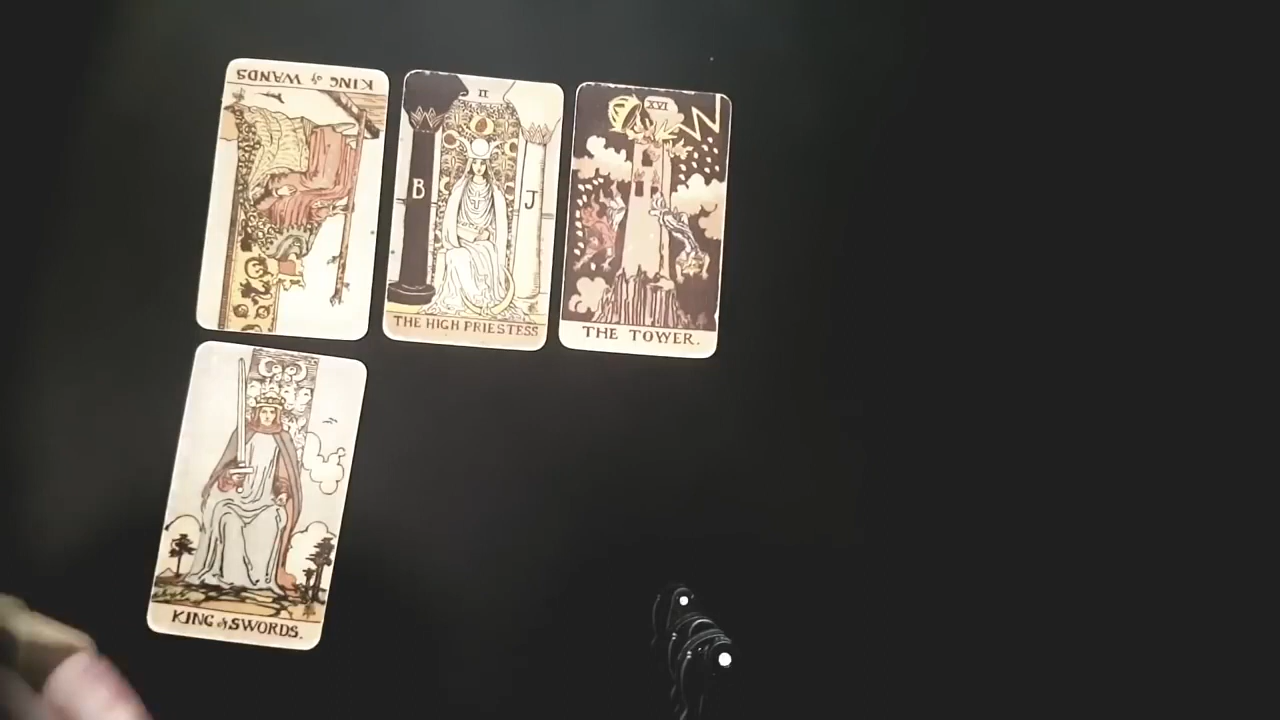 KING of WANDS
II
B
J
THE HIGH PRIESTESS
XVI
THE TOWER.
KING of SWORDS.